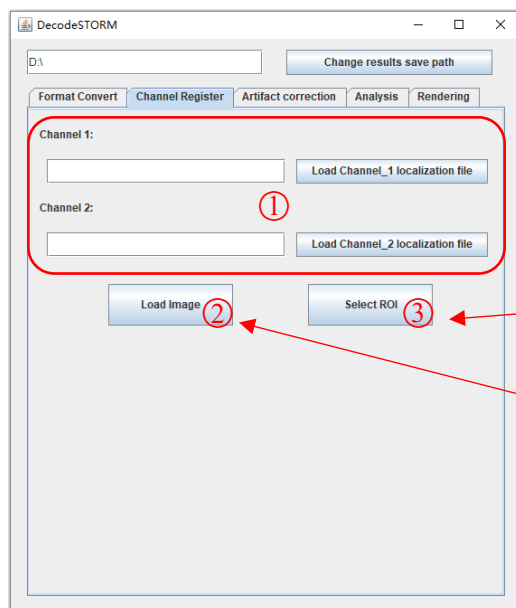 DecodeSTORM
D:\ Change results save path
Format Convert Channel Register Artifact correction Analysis Rendering
Channel 1:
Load Channel_1 localization file
①
Channel 2:
Load Channel_2 localization file
Load Image ② Select ROI ③